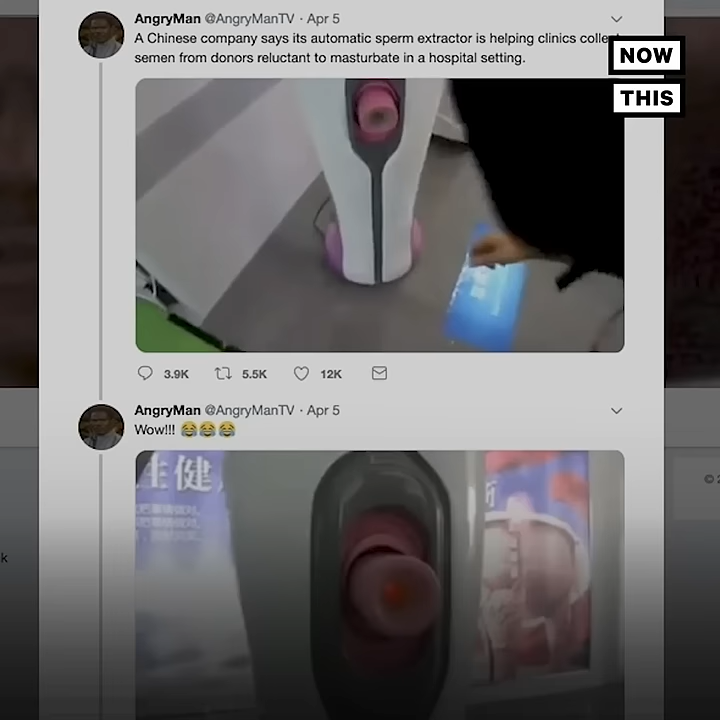 AngryMan @AngryManTV · Apr 5
A Chinese company says its automatic sperm extractor is helping clinics collect
semen from donors reluctant to masturbate in a hospital setting.
NOW
THIS
3.9K 5.5K 12K
AngryMan @AngryManTV · Apr 5
Wow!!! 😂😂😂
健